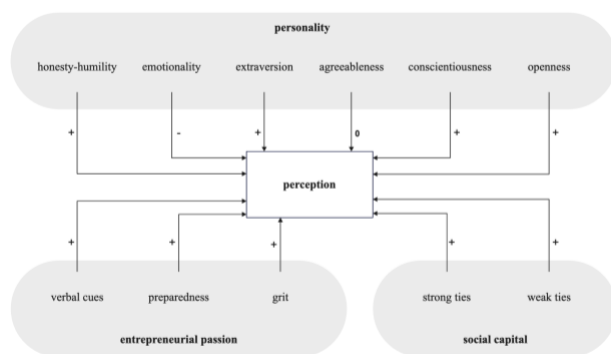 personality
honesty-humility emotionality extraversion agreeableness conscientiousness openness
+ - + 0 + +
perception
+ + + + +
verbal cues preparedness grit strong ties weak ties
entrepreneurial passion social capital